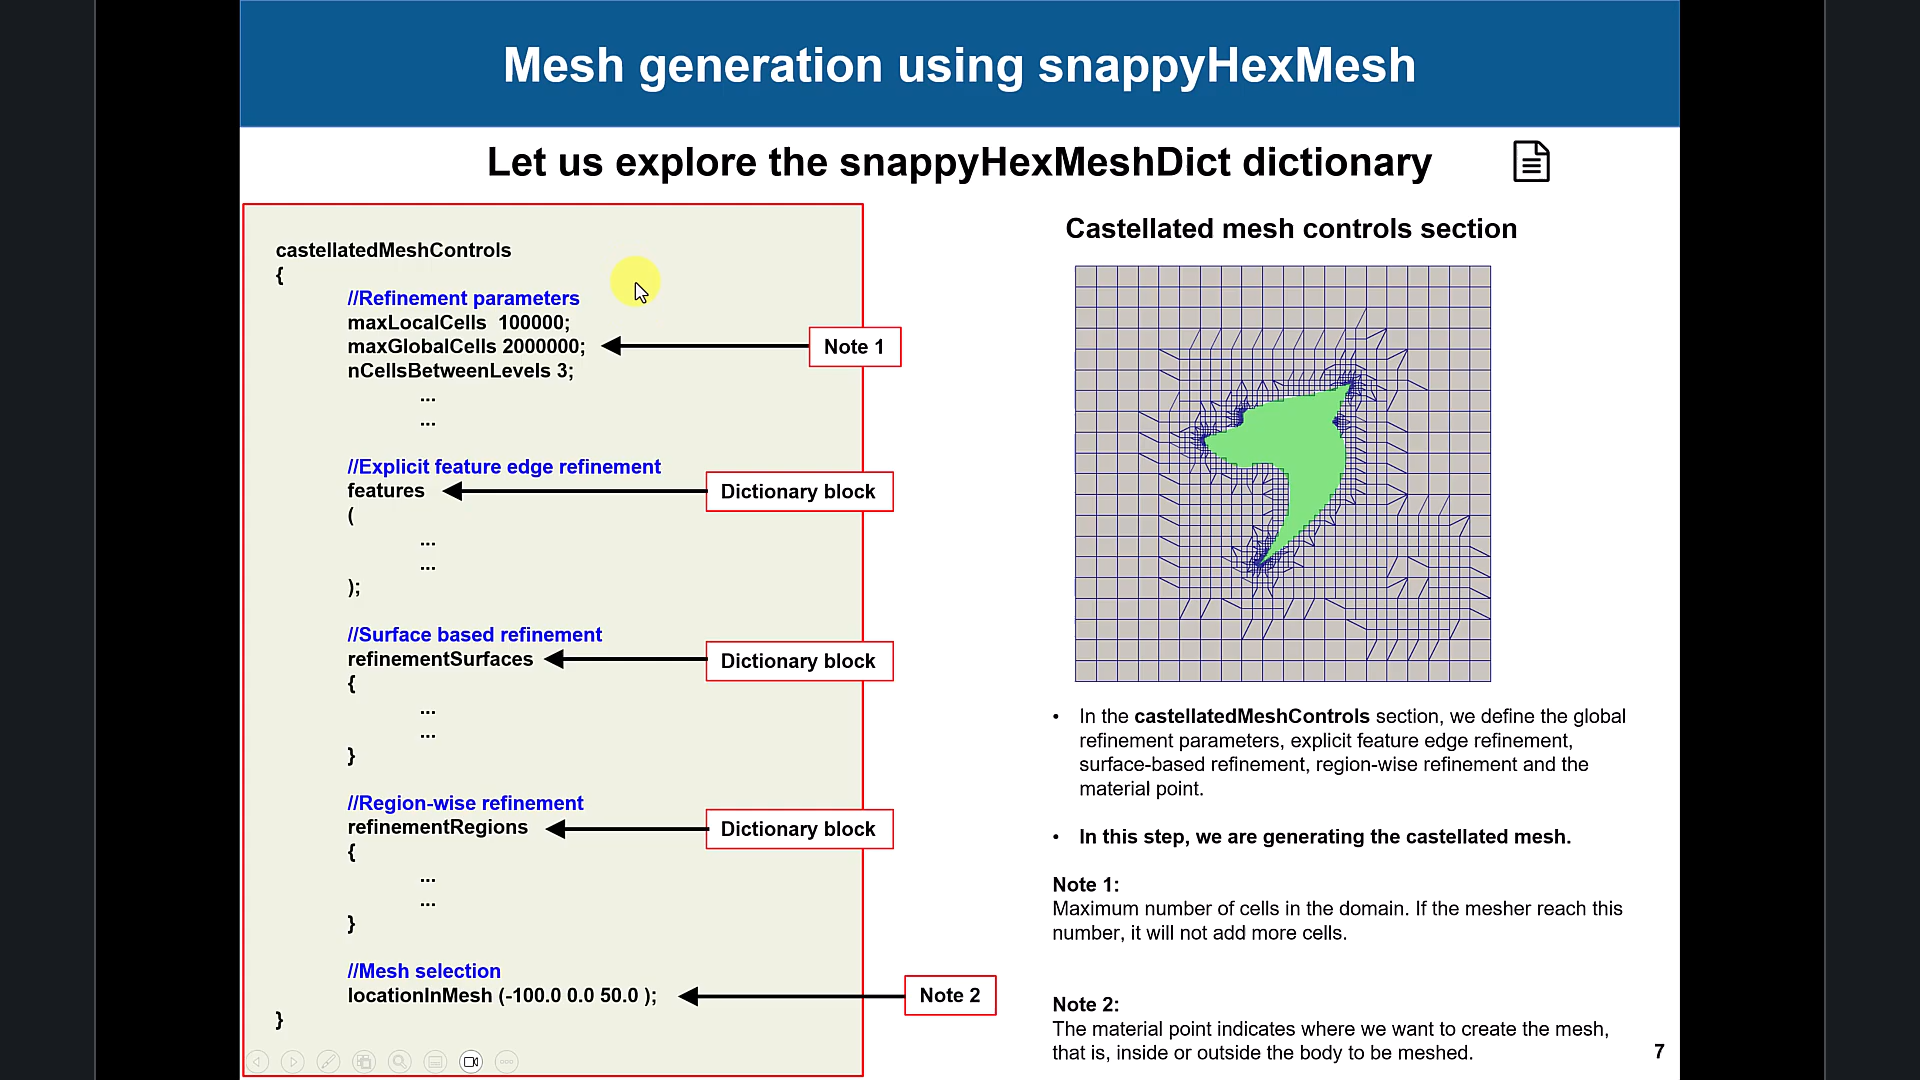 Mesh generation using snappyHexMesh
Let us explore the snappyHexMeshDict dictionary
castellatedMeshControls
{
//Refinement parameters
maxLocalCells 100000;
maxGlobalCells 2000000;
nCellsBetweenLevels 3;
...
...
//Explicit feature edge refinement
features
(
...
...
);
//Surface based refinement
refinementSurfaces
{
...
...
}
//Region-wise refinement
refinementRegions
{
...
...
}
//Mesh selection
locationInMesh (-100.0 0.0 50.0 );
}
Note 1
Dictionary block
Dictionary block
Dictionary block
Note 2
Castellated mesh controls section
• In the castellatedMeshControls section, we define the global
refinement parameters, explicit feature edge refinement,
surface-based refinement, region-wise refinement and the
material point.
• In this step, we are generating the castellated mesh.
Note 1:
Maximum number of cells in the domain. If the mesher reach this
number, it will not add more cells.
Note 2:
The material point indicates where we want to create the mesh,
that is, inside or outside the body to be meshed.
7